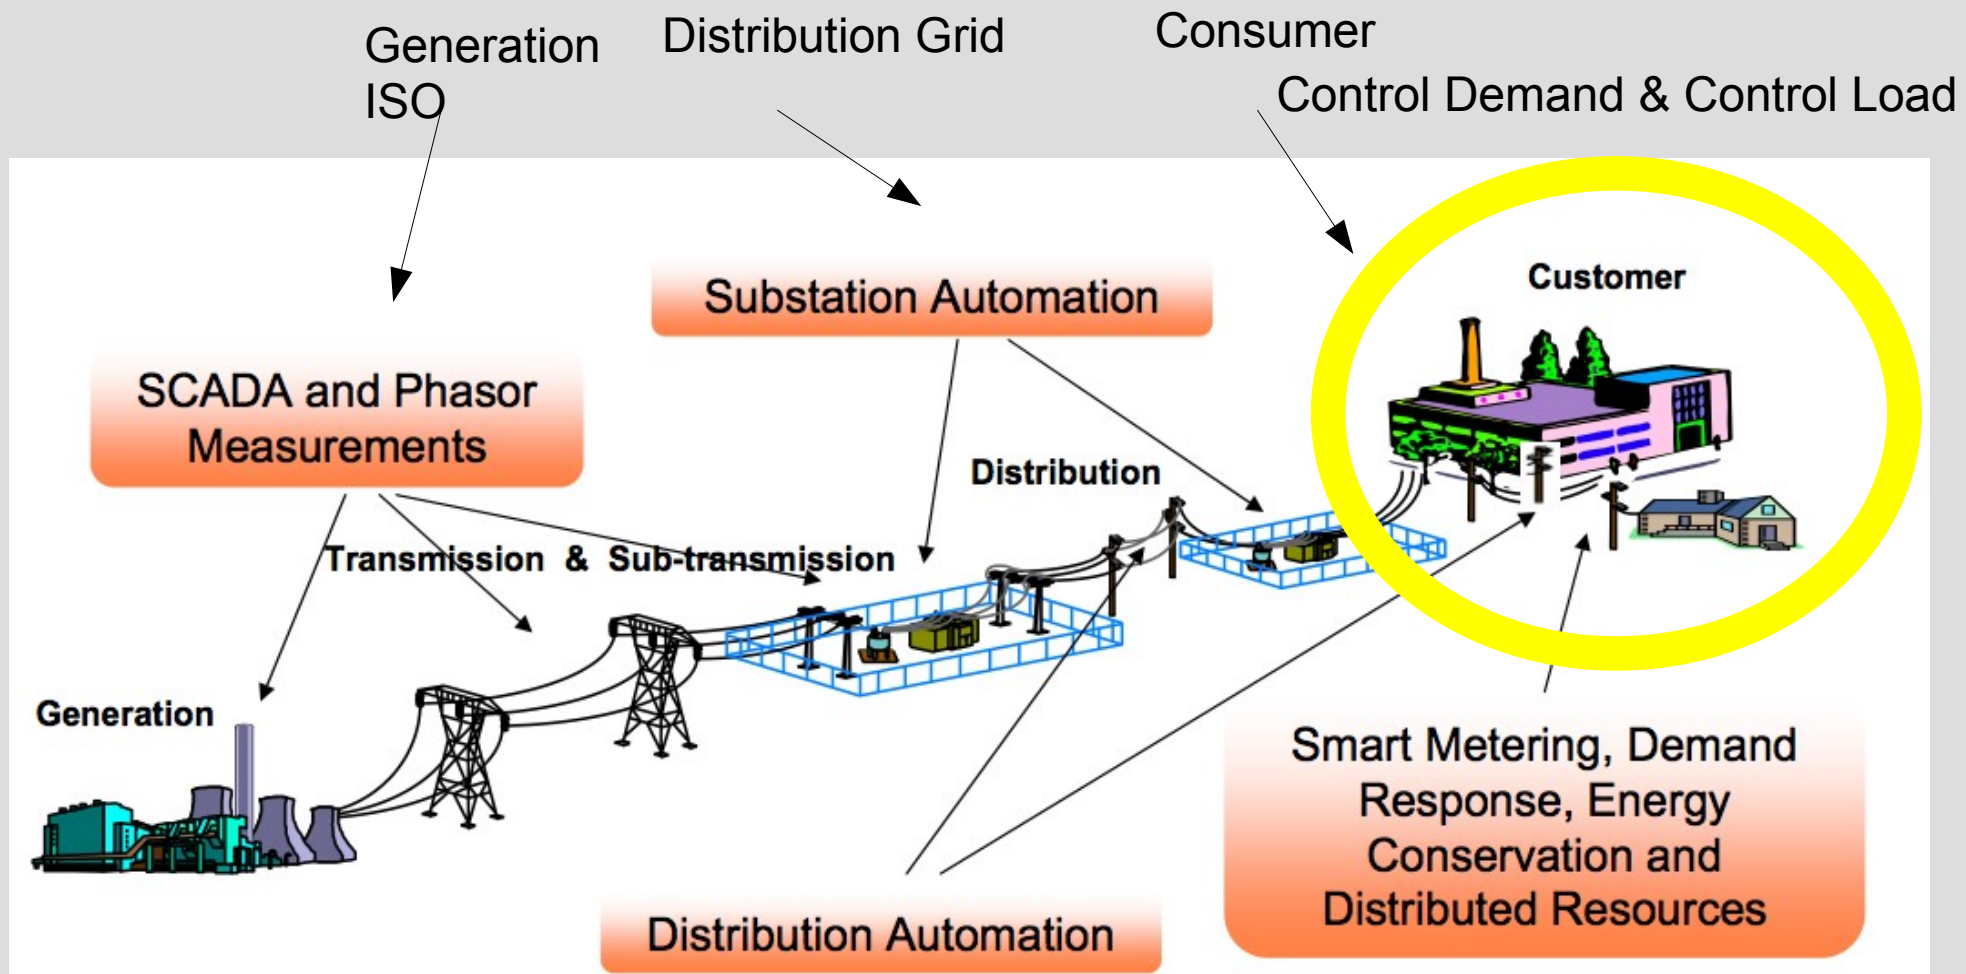 Generation
ISO
Distribution Grid
Consumer
Control Demand & Control Load
Customer
Substation Automation
SCADA and Phasor
Measurements
Distribution
Transmission & Sub-transmission
Generation
Smart Metering, Demand
Response, Energy
Conservation and
Distributed Resources
Distribution Automation